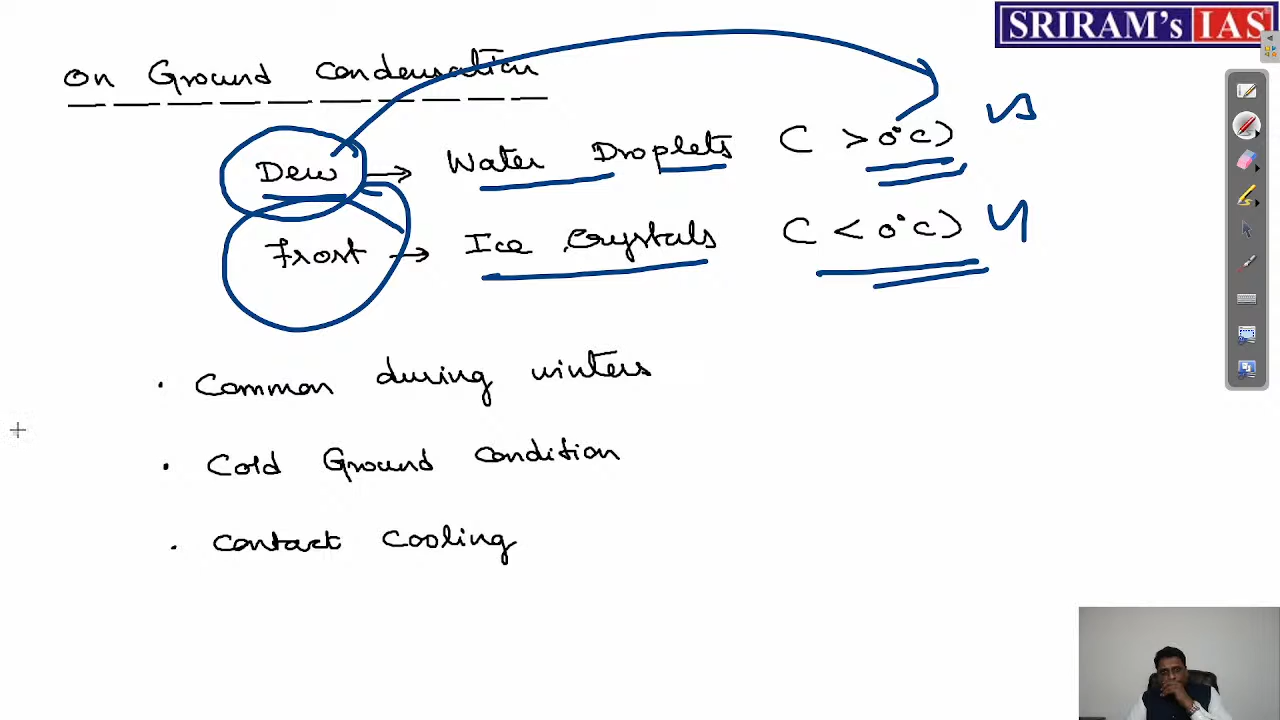 SRIRAM's IAS
On Ground Condensation
Dew → Water Droplets ( > 0°C)
Frost → Ice Crystals ( < 0°C)
. Common during winters
. Cold Ground Condition
. Contact Cooling